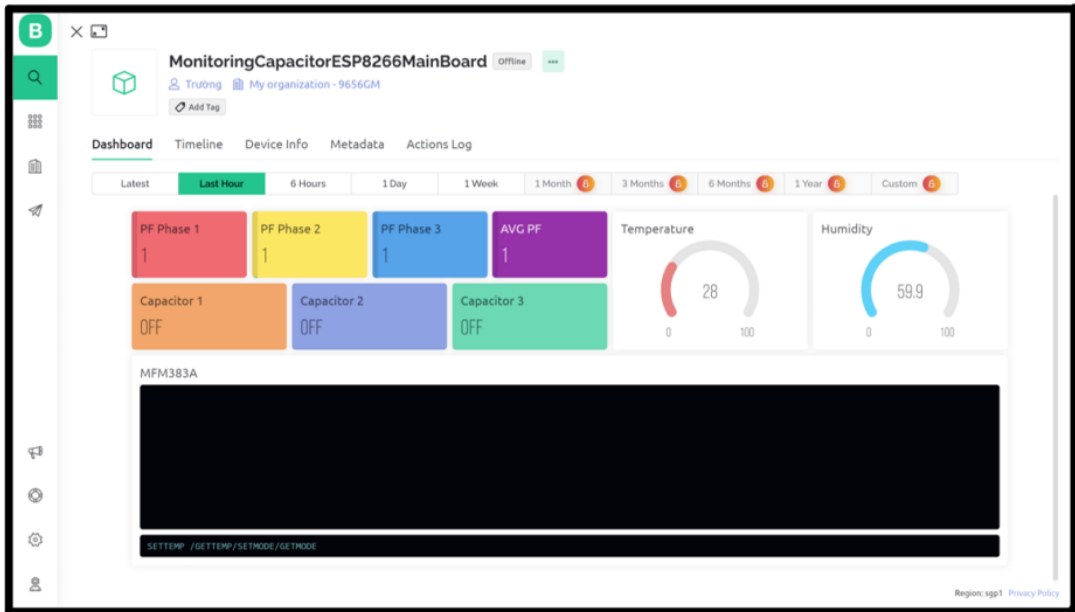 B
MonitoringCapacitorESP8266MainBoard Offline
Trường My organization - 9656GM
Add Tag
Dashboard Timeline Device Info Metadata Actions Log
Latest Last Hour 6 Hours 1 Day 1 Week 1 Month 3 Months 6 Months 1 Year Custom
PF Phase 1 PF Phase 2 PF Phase 3 AVG PF Temperature Humidity
1 1 1 1
28 59.9
Capacitor 1 Capacitor 2 Capacitor 3
OFF OFF OFF
0 100 0 100
MFM383A
SETTEMP /GETTEMP/SETMODE/GETMODE
Region: sgp1 Privacy Policy